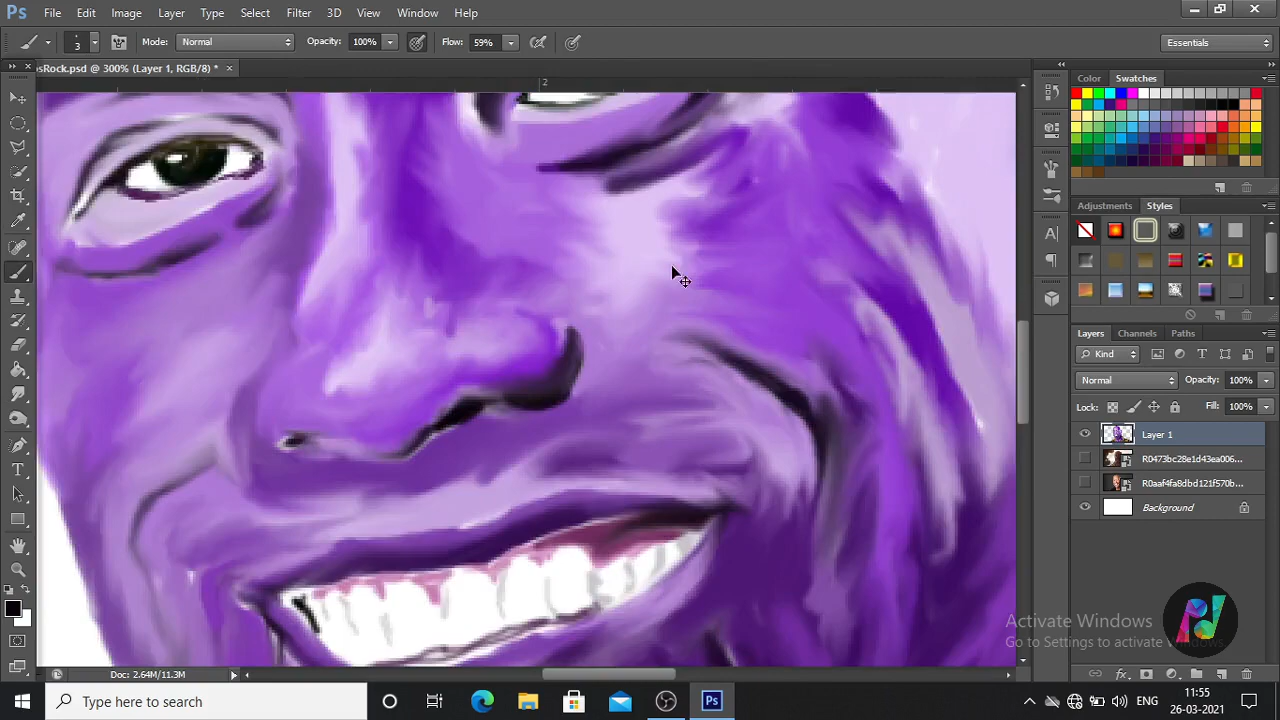 Ps File Edit Image Layer Type Select Filter 3D View Window Help
3 Mode: Normal Opacity: 100% Flow: 59% Essentials
osRock.psd @ 300% (Layer 1, RGB/8) * ×
2
Color Swatches
Adjustments Styles
Layers Channels Paths
Kind
Normal Opacity: 100%
Lock: Fill: 100%
Layer 1
R0473bc28e1d43ea006...
R0aaf4fa8dbd121f570b...
Background
Activate Windows
Go to Settings to activate Windows.
Doc: 2.64M/11.3M
Type here to search
Ps
ENG
11:55
26-03-2021